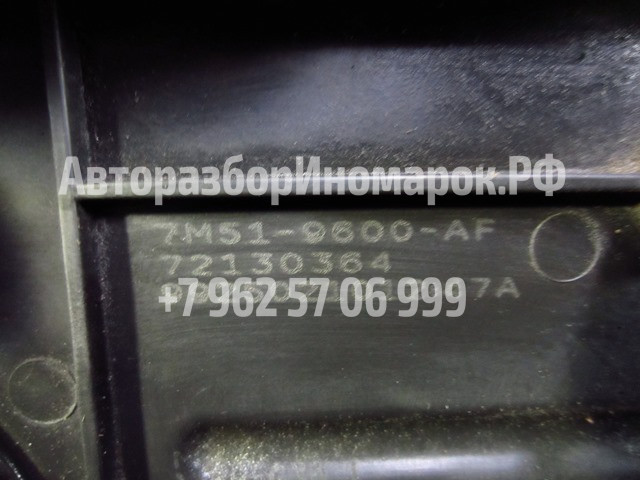 АвторазборИномарок.РФ
7M51-9600-AF
72130364
+7 962 57 06 999